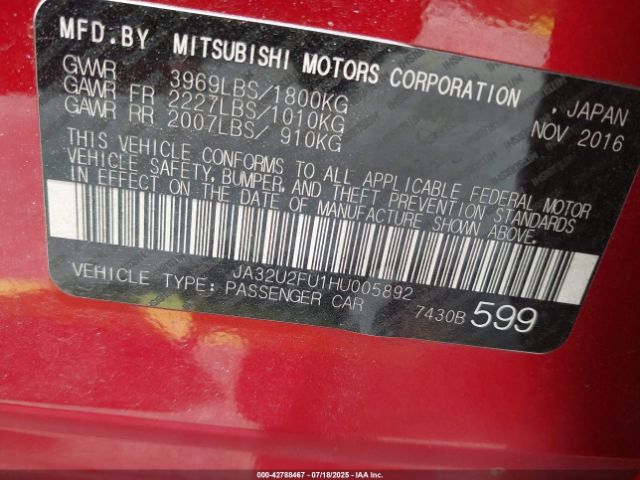 MFD.BY MITSUBISHI MOTORS CORPORATION , JAPAN
GVWR 3969LBS/1800KG NOV 2016
GAWR FR 2227LBS/1010KG
GAWR RR 2007LBS/ 910KG
THIS VEHICLE CONFORMS TO ALL APPLICABLE FEDERAL MOTOR
VEHICLE SAFETY, BUMPER, AND THEFT PREVENTION STANDARDS
IN EFFECT ON THE DATE OF MANUFACTURE SHOWN ABOVE.
JA32U2FU1HU005892
VEHICLE TYPE: PASSENGER CAR 7430B 599
000-42788467 - 07/18/2025 - IAA Inc.